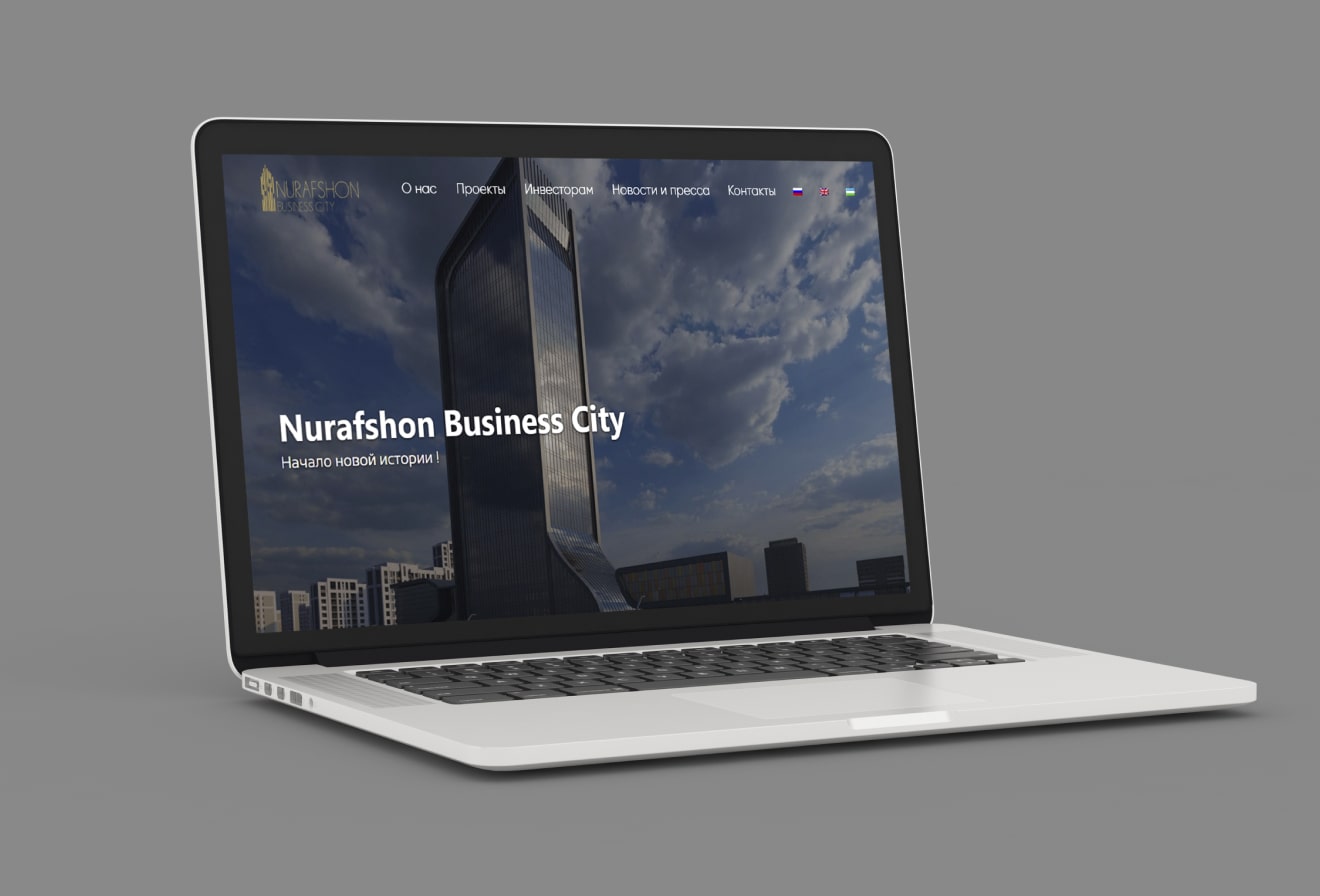 NURAFSHON
BUSINESS CITY
О нас Проекты Инвесторам Новости и пресса Контакты
Nurafshon Business City
Начало новой истории !